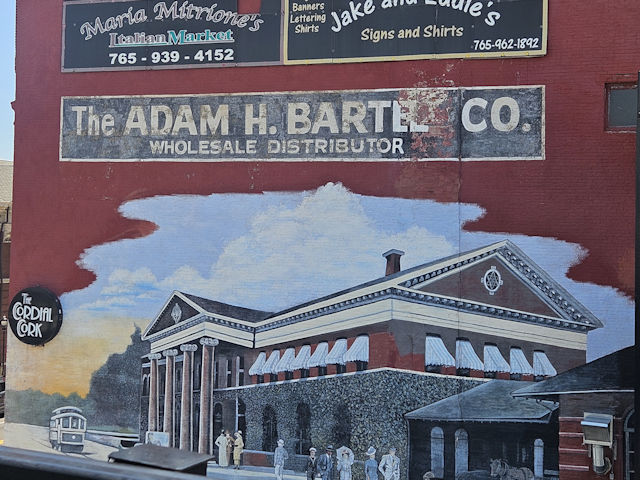 Maria Mitrione's
Italian Market
765 - 939 - 4152
Banners
Lettering
Shirts
Jake and Eddie's
Signs and Shirts
765-962-1892
The ADAM H. BARTEL CO.
WHOLESALE DISTRIBUTOR
The
CORDIAL
CORK